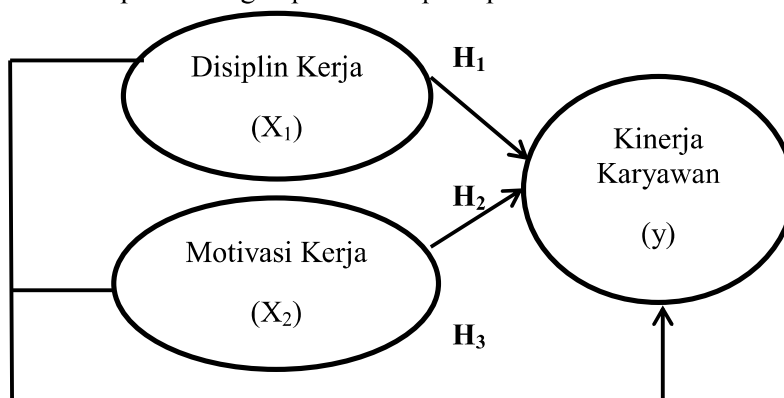 Disiplin Kerja
(X₁)
H₁
Kinerja
Karyawan
(y)
H₂
Motivasi Kerja
(X₂)
H₃